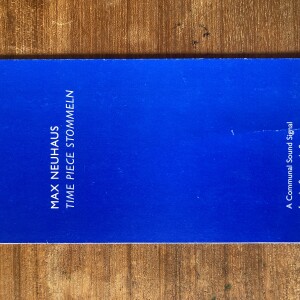 MAX NEUHAUS
TIME PIECE STOMMELN
A Communal Sound Signal